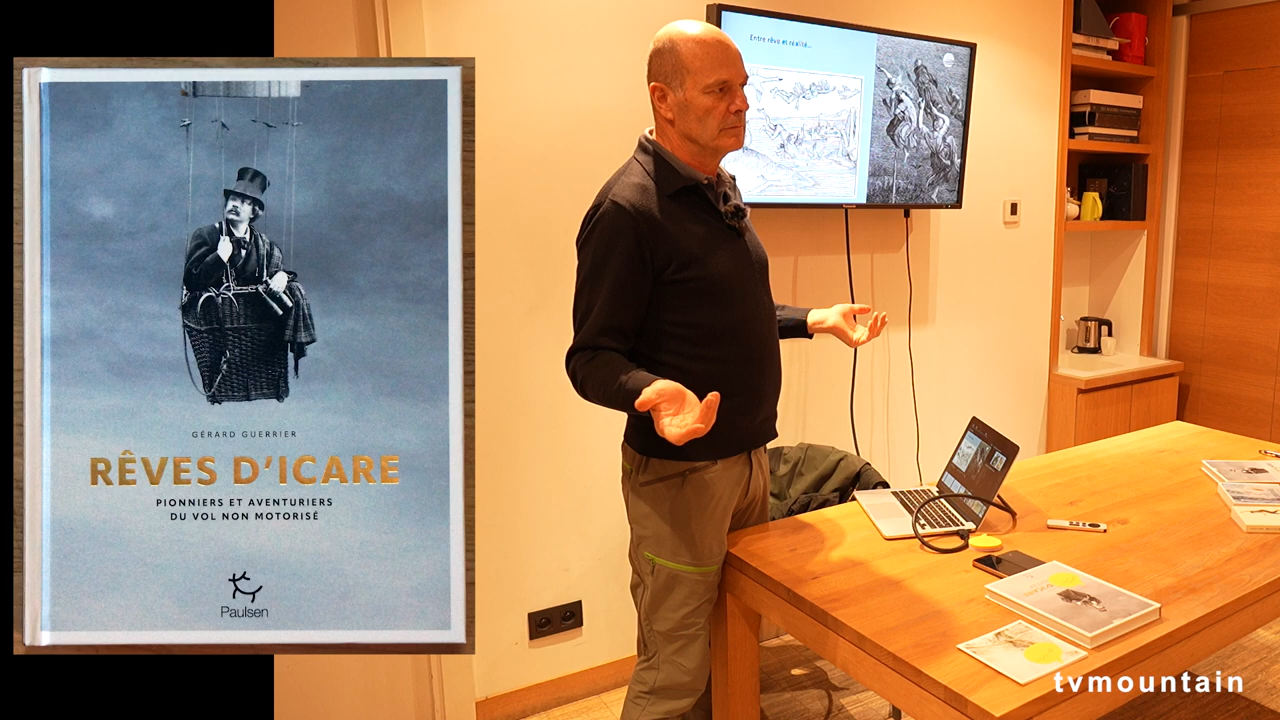 GÉRARD GUERRIER
RÊVES D'ICARE
PIONNIERS ET AVENTURIERS
DU VOL NON MOTORISÉ
Paulsen
Entre rêve et réalité...
tvmountain